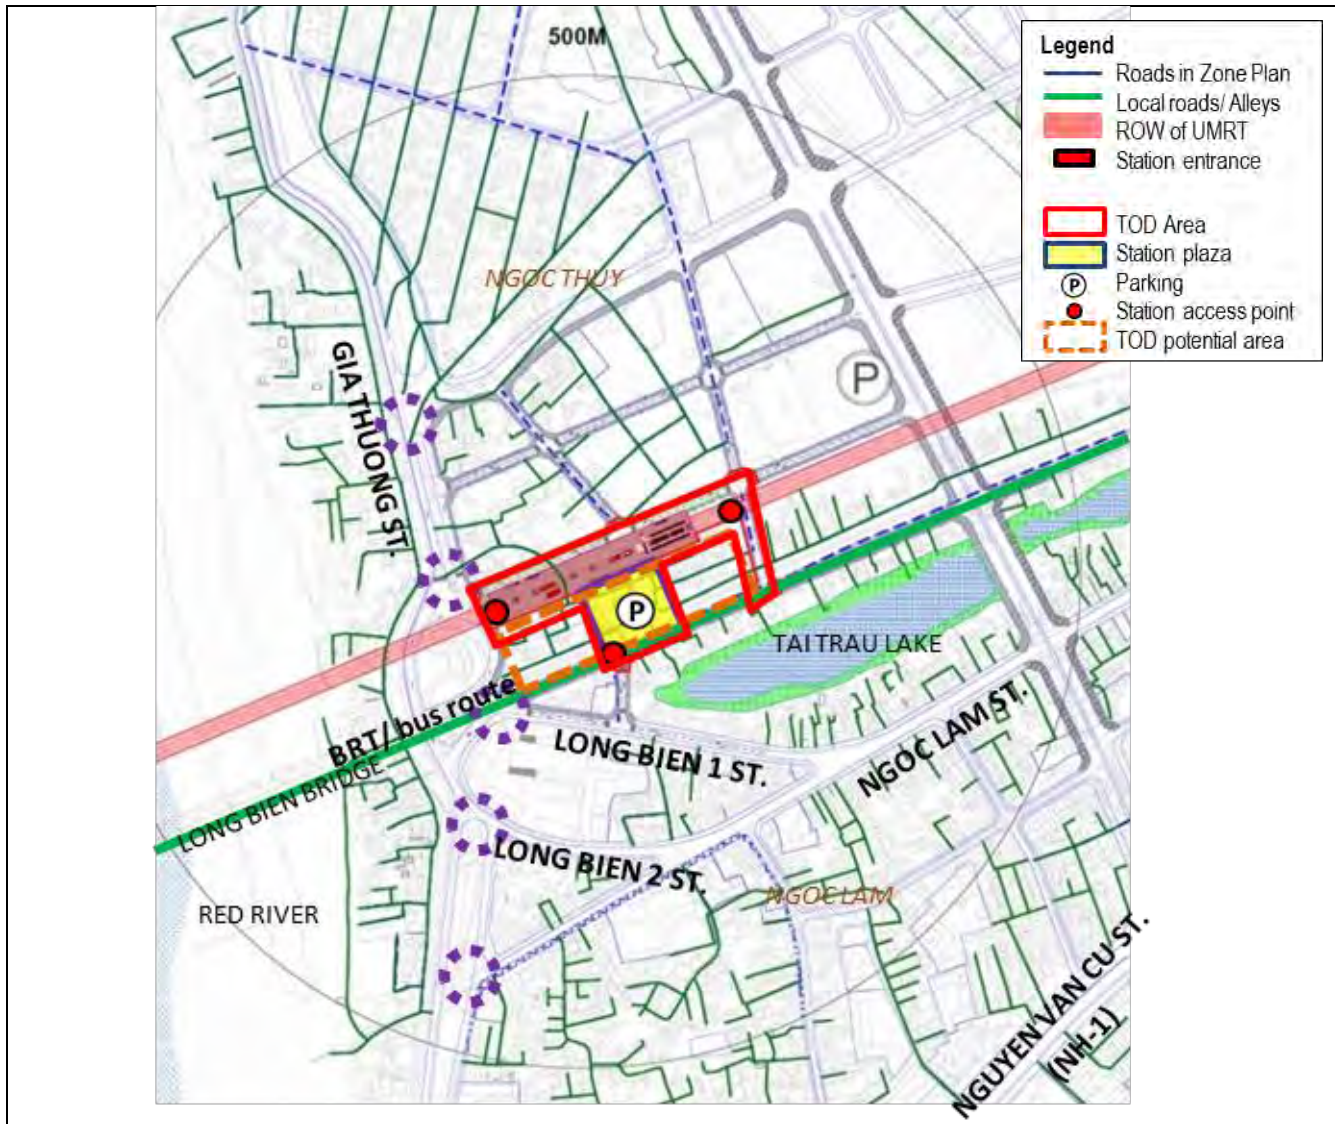 500M
Legend
Roads in Zone Plan
Local roads/ Alleys
ROW of UMRT
Station entrance
TOD Area
Station plaza
P
Parking
Station access point
TOD potential area
NGOC THUY
GIA THUONG ST.
P
P
TAI TRAU LAKE
BRT/ bus route
LONG BIEN BRIDGE
LONG BIEN 1 ST.
NGOC LAM ST.
LONG BIEN 2 ST.
NGOC LAM
RED RIVER
NGUYEN VAN CU ST.
(NH-1)